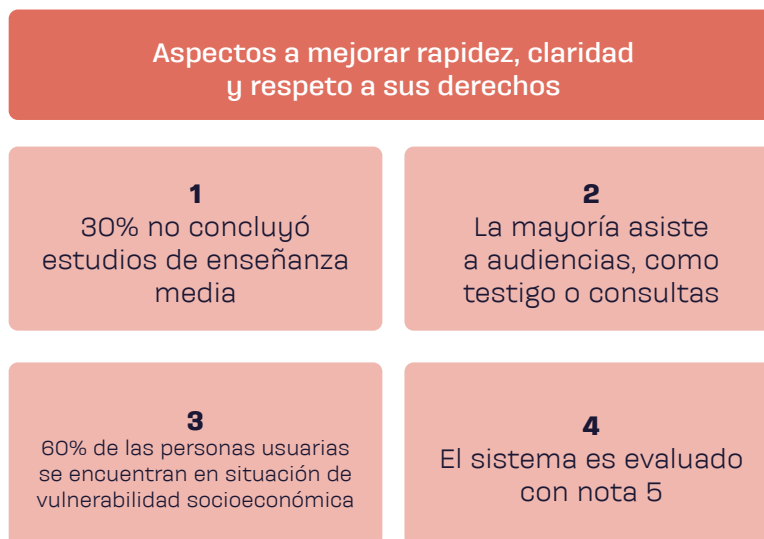 Aspectos a mejorar rapidez, claridad
y respeto a sus derechos
1
30% no concluyó
estudios de enseñanza
media
2
La mayoría asiste
a audiencias, como
testigo o consultas
3
60% de las personas usuarias
se encuentran en situación de
vulnerabilidad socioeconómica
4
El sistema es evaluado
con nota 5